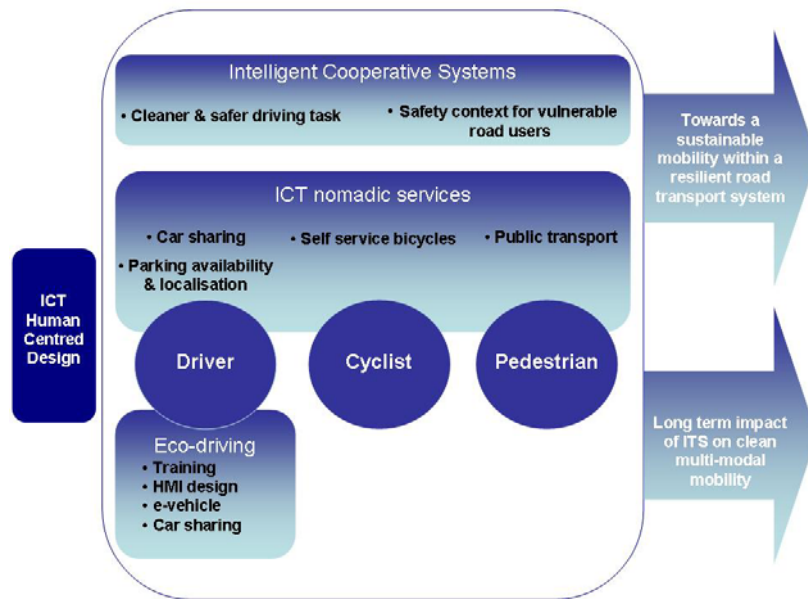 Intelligent Cooperative Systems
• Cleaner & safer driving task
• Safety context for vulnerable
road users
ICT nomadic services
• Car sharing
• Parking availability
& localisation
• Self service bicycles
• Public transport
ICT
Human
Centred
Design
Driver
Cyclist
Pedestrian
Eco-driving
• Training
• HMI design
• e-vehicle
• Car sharing
Towards a
sustainable
mobility within a
resilient road
transport system
Long term impact
of ITS on clean
multi-modal
mobility